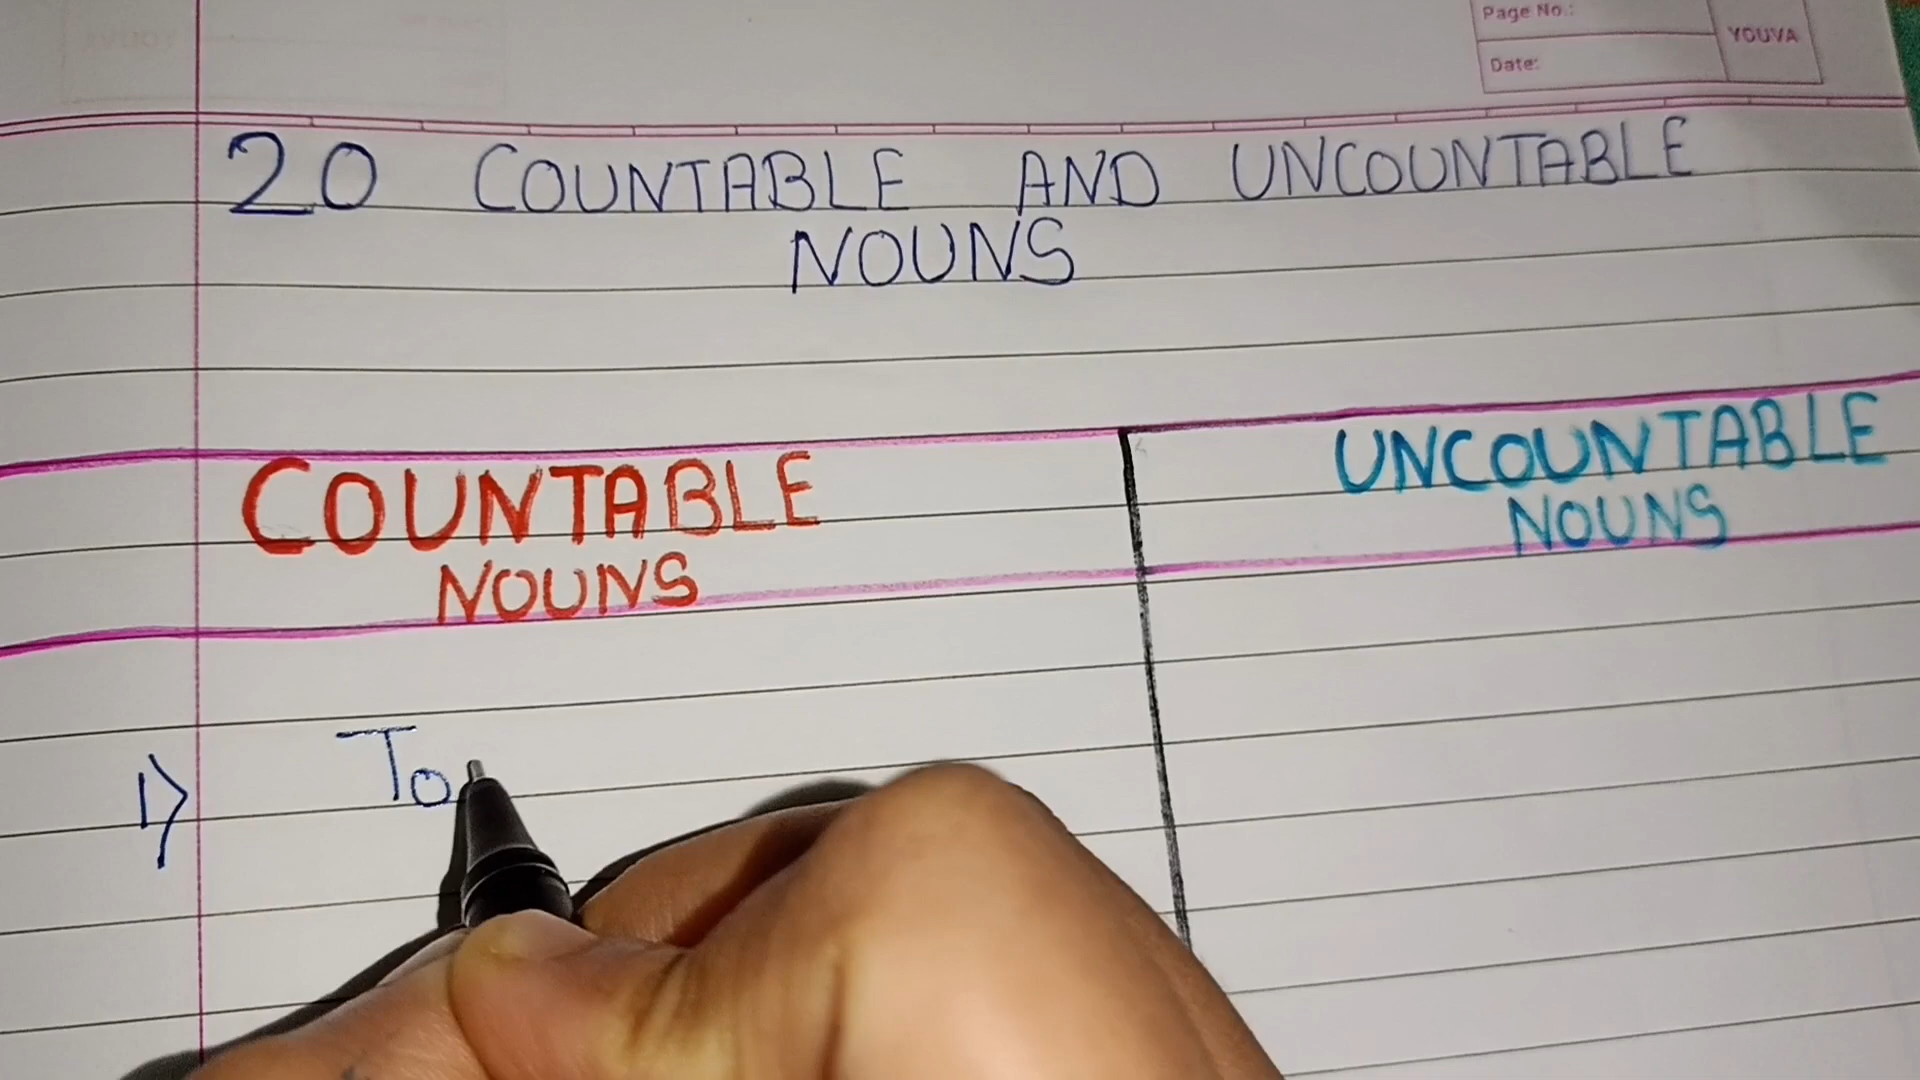 Page No.:
YOUVA
Date:
20 COUNTABLE AND UNCOUNTABLE
NOUNS
COUNTABLE
NOUNS
UNCOUNTABLE
NOUNS
1) To